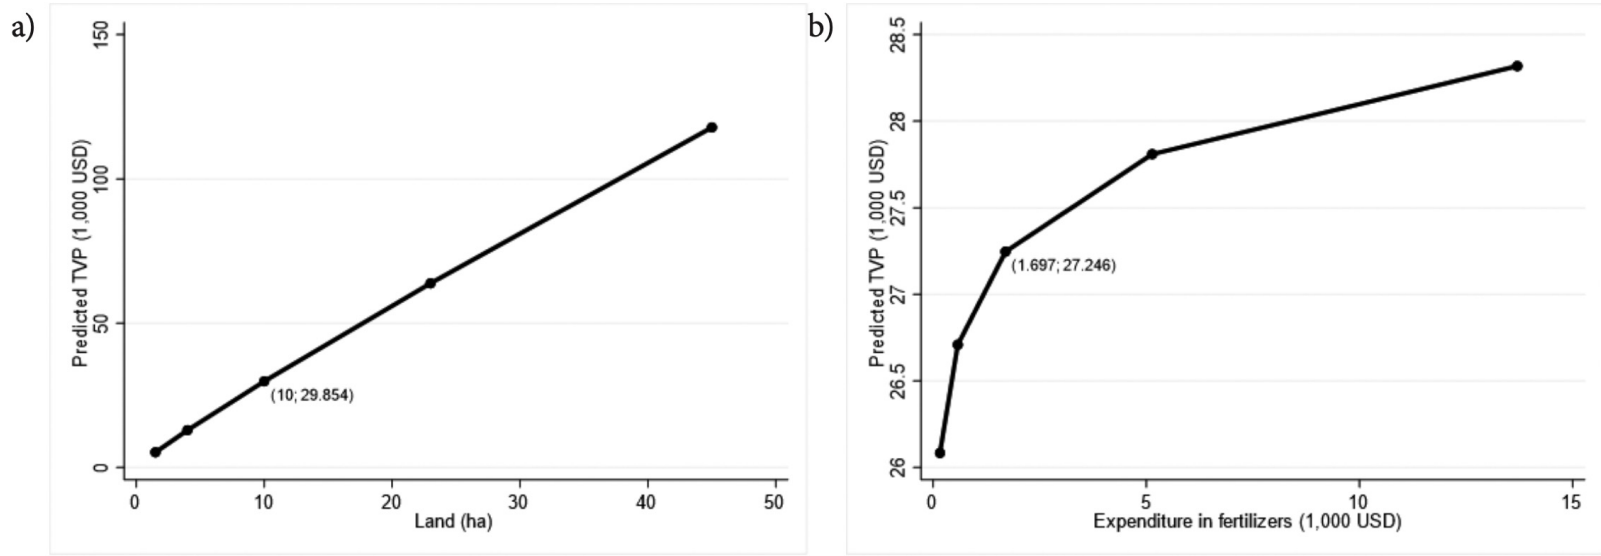 a)
Predicted TVP (1,000 USD)
150
100
50
0
(10; 29.854)
0 10 20 30 40 50
Land (ha)
b)
Predicted TVP (1,000 USD)
28.5
28
27.5
27
26.5
26
(1.697; 27.246)
0 5 10 15
Expenditure in fertilizers (1,000 USD)